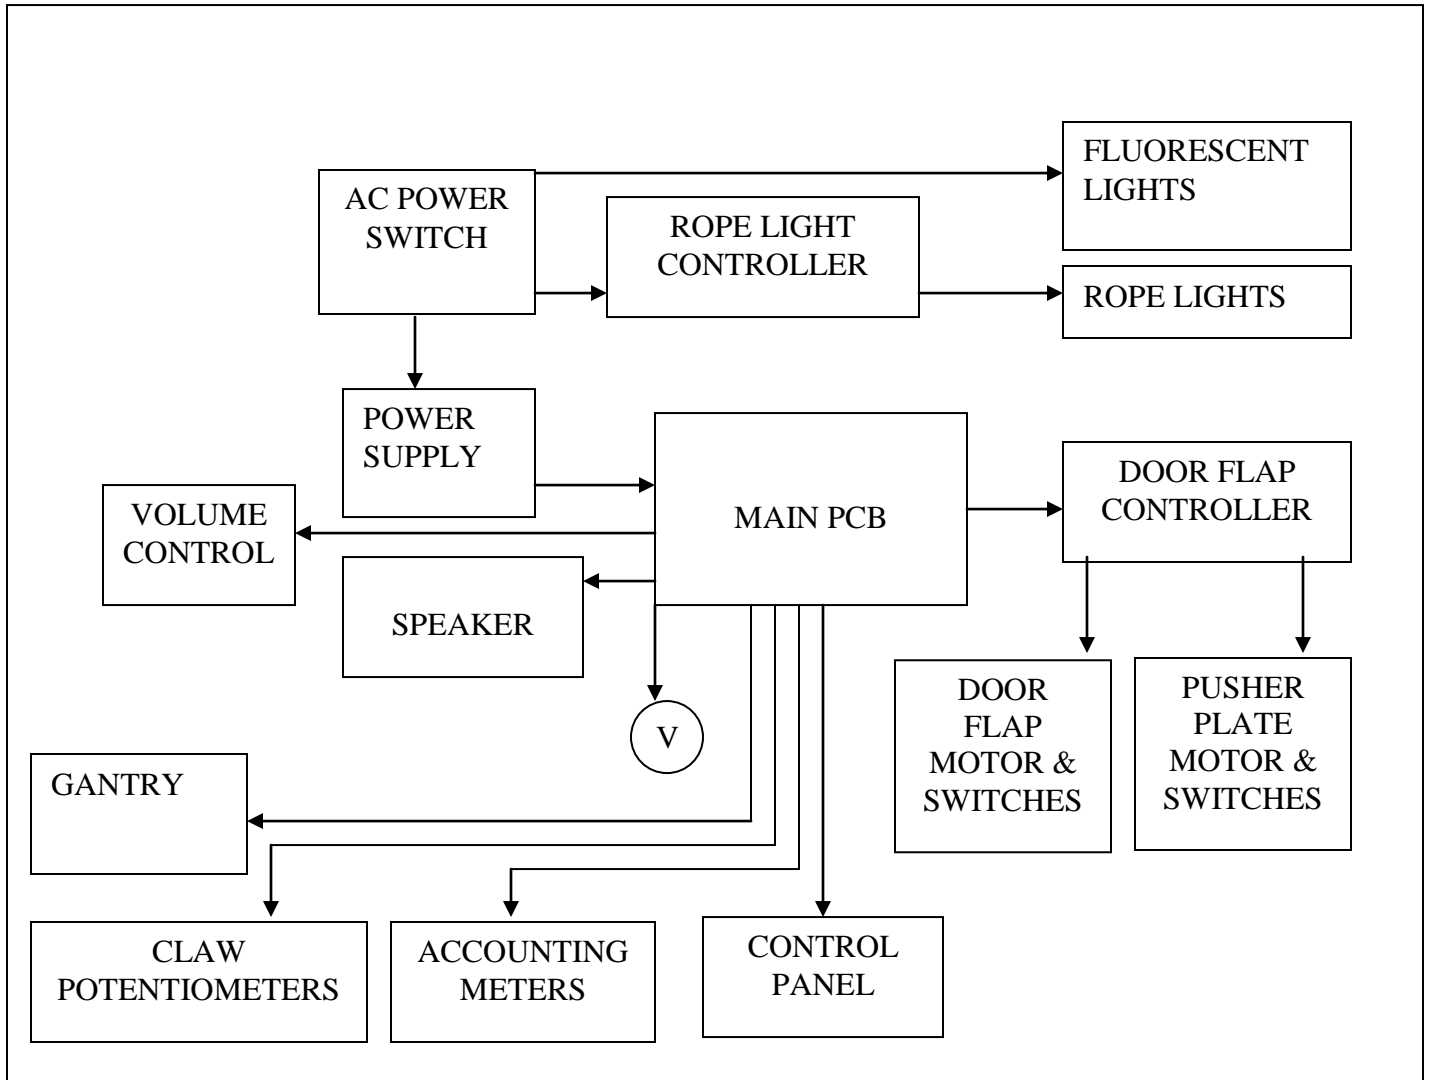 FLUORESCENT
LIGHTS
AC POWER
SWITCH
ROPE LIGHT
CONTROLLER
ROPE LIGHTS
POWER
SUPPLY
MAIN PCB
DOOR FLAP
CONTROLLER
VOLUME
CONTROL
SPEAKER
DOOR
FLAP
MOTOR &
SWITCHES
PUSHER
PLATE
MOTOR &
SWITCHES
V
GANTRY
CLAW
POTENTIOMETERS
ACCOUNTING
METERS
CONTROL
PANEL